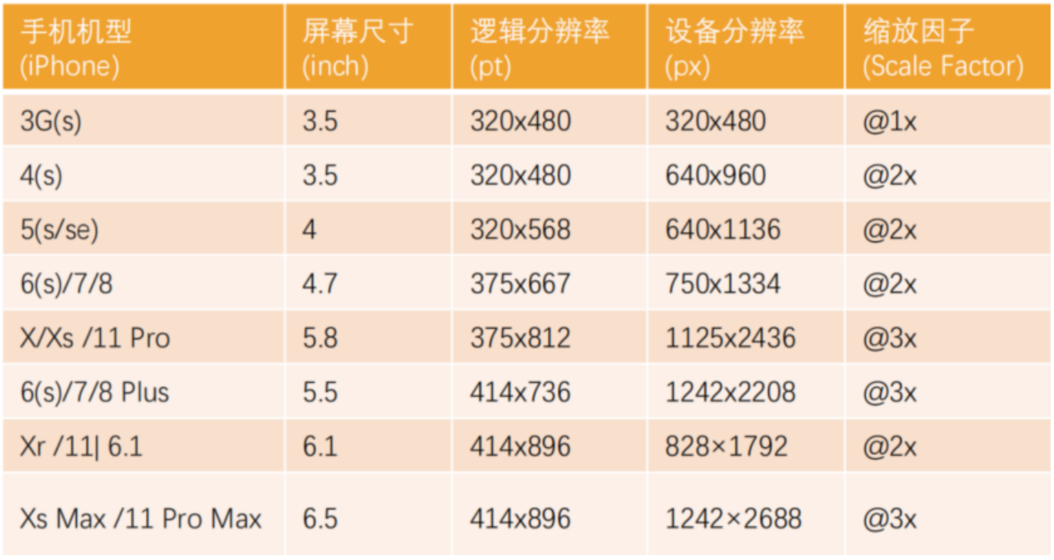 手机机型 屏幕尺寸 逻辑分辨率 设备分辨率 缩放因子
(iPhone) (inch) (pt) (px) (Scale Factor)
3G(s) 3.5 320x480 320x480 @1x
4(s) 3.5 320x480 640x960 @2x
5(s/se) 4 320x568 640x1136 @2x
6(s)/7/8 4.7 375x667 750x1334 @2x
X/Xs /11 Pro 5.8 375x812 1125x2436 @3x
6(s)/7/8 Plus 5.5 414x736 1242x2208 @3x
Xr /11| 6.1 6.1 414x896 828×1792 @2x
Xs Max /11 Pro Max 6.5 414x896 1242×2688 @3x